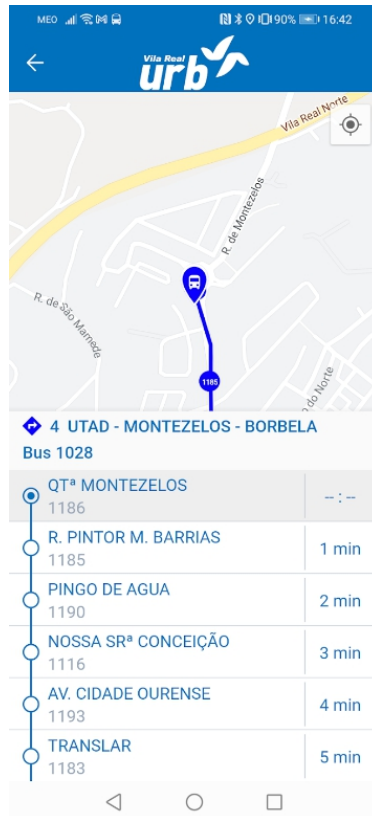 MEO 90% 16:42
Vila Real
urb
Vila Real Norte
R. de Montezelos
R. de São Mamede
do Norte
1185
4 UTAD - MONTEZELOS - BORBELA
Bus 1028
QTª MONTEZELOS
--:--
1186
R. PINTOR M. BARRIAS
1 min
1185
PINGO DE AGUA
2 min
1190
NOSSA SRª CONCEIÇÃO
3 min
1116
AV. CIDADE OURENSE
4 min
1193
TRANSLAR
5 min
1183